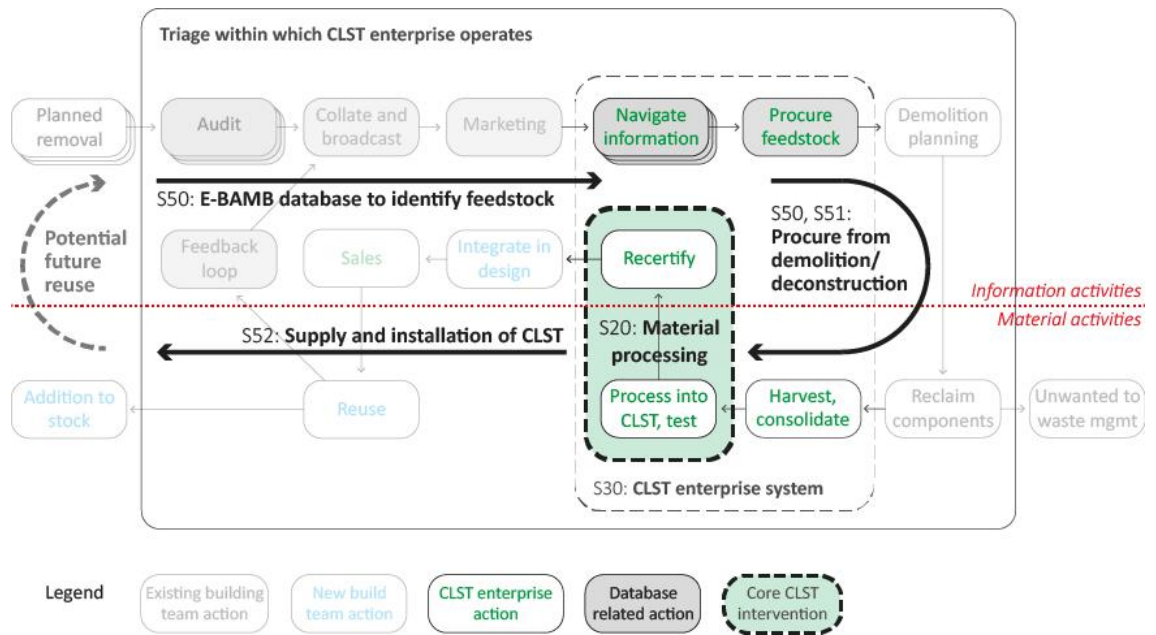 Triage within which CLST enterprise operates
Planned
removal
Audit
Collate and
broadcast
Marketing
Navigate
information
Procure
feedstock
Demolition
planning
S50: E-BAMB database to identify feedstock
S50, S51:
Procure from
demolition/
deconstruction
Potential
future
reuse
Feedback
loop
Sales
Integrate in
design
Recertify
Information activities
Material activities
S52: Supply and installation of CLST
S20: Material
processing
Addition to
stock
Reuse
Process into
CLST, test
Harvest,
consolidate
Reclaim
components
Unwanted to
waste mgmt
S30: CLST enterprise system
Legend
Existing building
team action
New build
team action
CLST enterprise
action
Database
related action
Core CLST
intervention